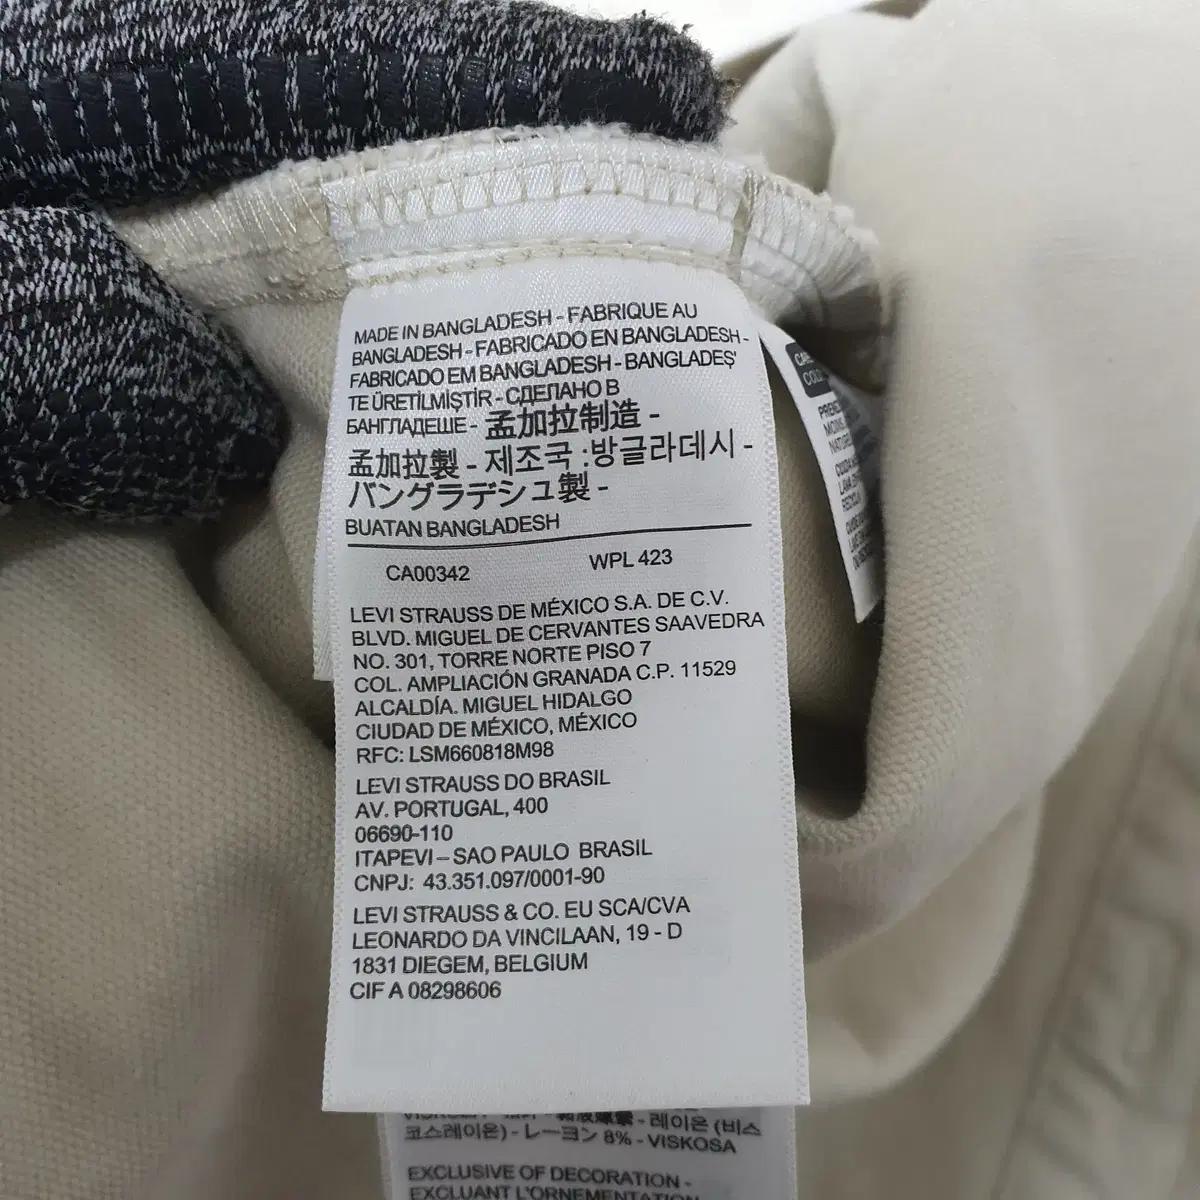 MADE IN BANGLADESH - FABRIQUE AU
BANGLADESH - FABRICADO EN BANGLADESH -
FABRICADO EM BANGLADESH - BANGLADEŞ'
TE ÜRETİLMİŞTİR - СДЕЛАНО В
БАНГЛАДЕШЕ - 孟加拉制造 -
孟加拉製 - 제조국 :방글라데시 -
バングラデシュ製 -
BUATAN BANGLADESH
CA00342 WPL 423
LEVI STRAUSS DE MÉXICO S.A. DE C.V.
BLVD. MIGUEL DE CERVANTES SAAVEDRA
NO. 301, TORRE NORTE PISO 7
COL. AMPLIACIÓN GRANADA C.P. 11529
ALCALDÍA. MIGUEL HIDALGO
CIUDAD DE MÉXICO, MÉXICO
RFC: LSM660818M98
LEVI STRAUSS DO BRASIL
AV. PORTUGAL, 400
06690-110
ITAPEVI – SAO PAULO BRASIL
CNPJ: 43.351.097/0001-90
LEVI STRAUSS & CO. EU SCA/CVA
LEONARDO DA VINCILAAN, 19 - D
1831 DIEGEM, BELGIUM
CIF A 08298606
- 레이온 (비스
코스레이온) - レーヨン 8% - VISKOSA
EXCLUSIVE OF DECORATION -
EXCLUANT L'ORNEMENTATION